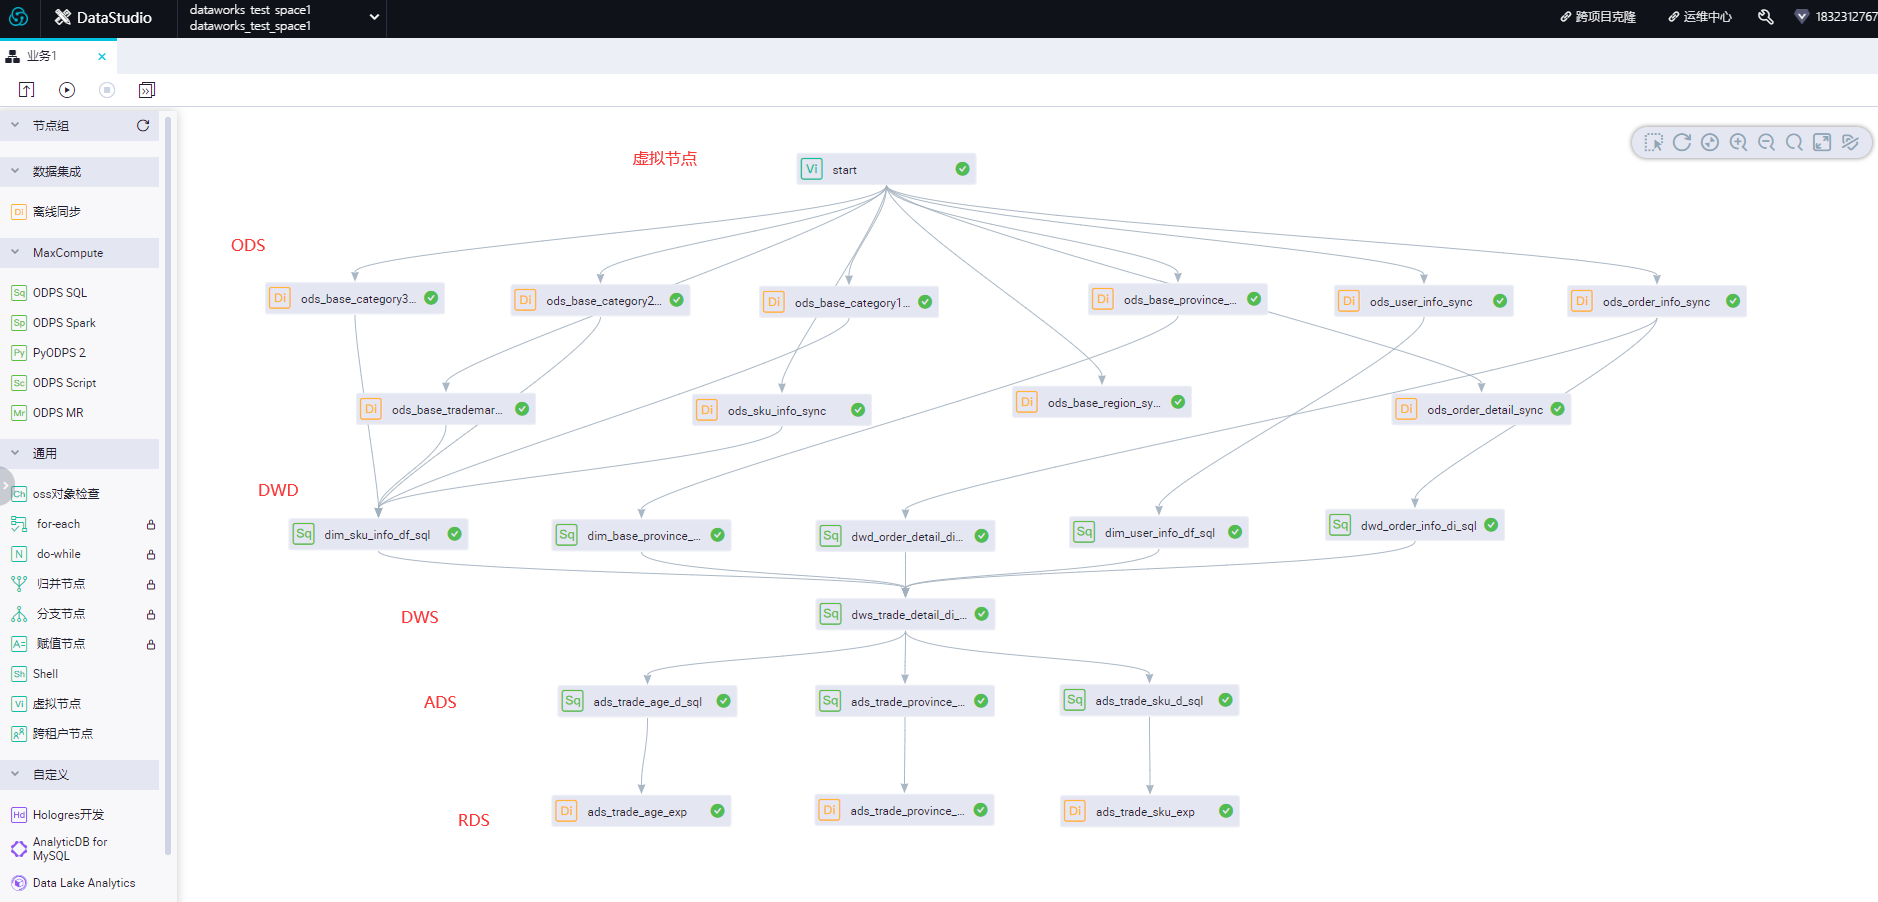 DataStudio
dataworks_test_space1
dataworks_test_space1
跨项目克隆
运维中心
1832312767
业务1
节点组
数据集成
Di 离线同步
MaxCompute
Sq ODPS SQL
Sp ODPS Spark
Py PyODPS 2
Sc ODPS Script
Mr ODPS MR
通用
Ch oss对象检查
for-each
N do-while
归并节点
分支节点
A= 赋值节点
Sh Shell
Vi 虚拟节点
跨租户节点
自定义
Hd Hologres开发
AnalyticDB for
MySQL
Data Lake Analytics
虚拟节点
Vi start
ODS
Di ods_base_category3...
Di ods_base_category2...
Di ods_base_category1...
Di ods_base_province_...
Di ods_user_info_sync
Di ods_order_info_sync
Di ods_base_trademar...
Di ods_sku_info_sync
Di ods_base_region_sy...
Di ods_order_detail_sync
DWD
Sq dim_sku_info_df_sql
Sq dim_base_province_...
Sq dwd_order_detail_di...
Sq dim_user_info_df_sql
Sq dwd_order_info_di_sql
DWS
Sq dws_trade_detail_di_...
ADS
Sq ads_trade_age_d_sql
Sq ads_trade_province_...
Sq ads_trade_sku_d_sql
RDS
Di ads_trade_age_exp
Di ads_trade_province_...
Di ads_trade_sku_exp